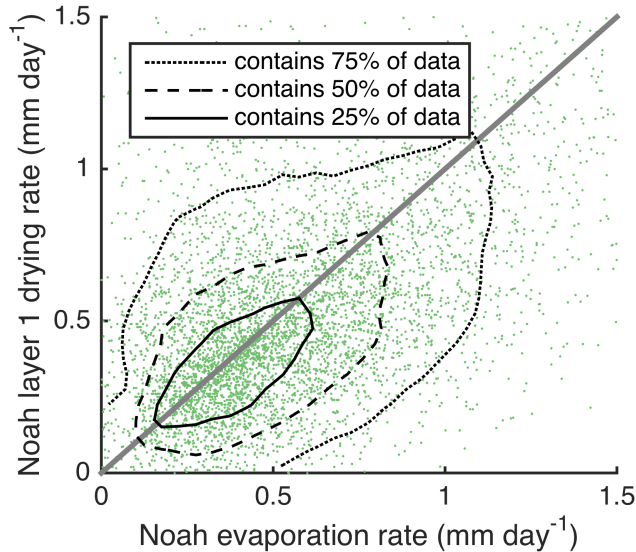 1.5
contains 75% of data
contains 50% of data
contains 25% of data
1
0.5
0
0 0.5 1 1.5
Noah layer 1 drying rate (mm day⁻¹)
Noah evaporation rate (mm day⁻¹)